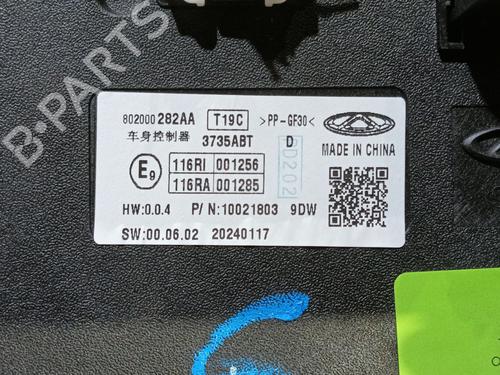 B-PARTS
802000282AA T19C >PP-GF30<
车身控制器 3735ABT D
MADE IN CHINA
E9 116RI 001256
116RA 001285
HW:0.0.4 P/N:10021803 9DW
SW:00.06.02 20240117